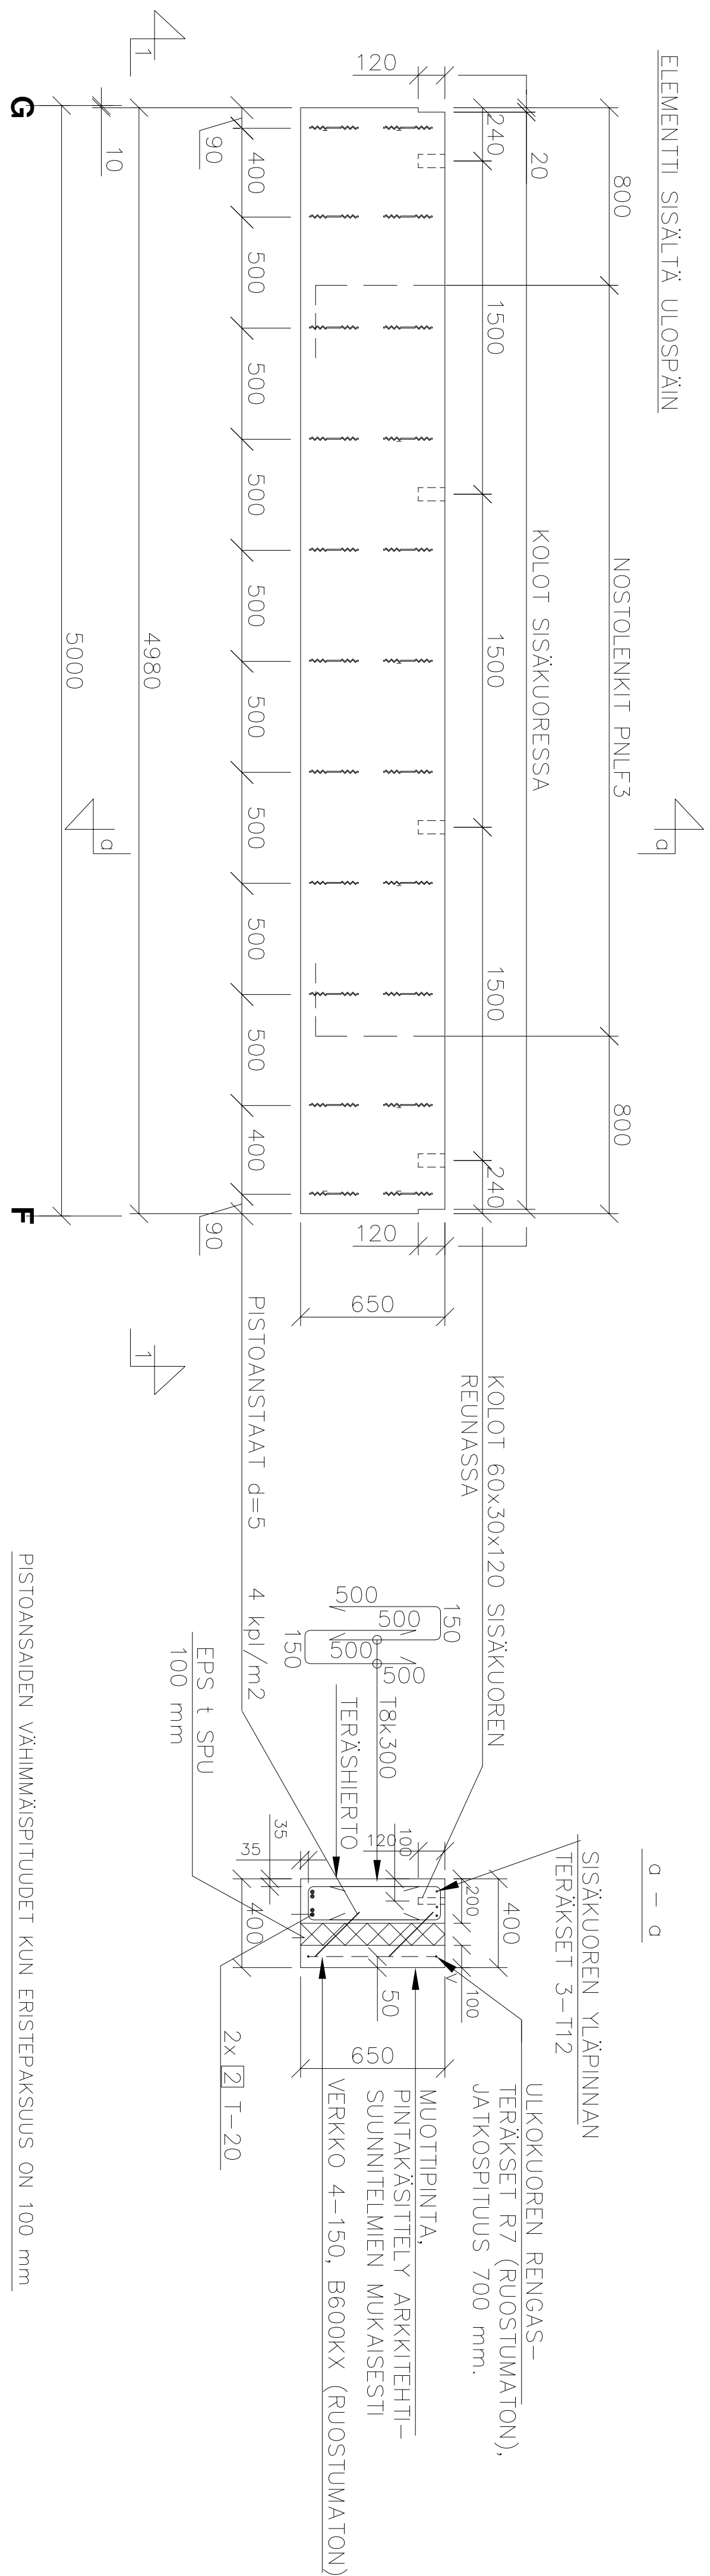 ELEMENTTI SISÄLTÄ ULOSPÄIN
800
NOSTOLENKIT PNLF3
800
20
KOLOT SISÄKUORESSA
240
1500
1500
1500
240
120
120
650
KOLOT 60x30x120 SISÄKUOREN
REUNASSA
400
500
500
500
500
500
500
500
500
400
90
90
PISTOANSTAAT d=5
4 kpl/m2
4980
10
5000
G
F
1
1
a
a
a – a
SISÄKUOREN YLÄPINNAN
TERÄKSET 3–T12
ULKOKUOREN RENGAS–
TERÄKSET R7 (RUOSTUMATON),
JATKOSPITUUS 700 mm.
MUOTTIPINTA,
PINTAKÄSITTELY ARKKITEHTI–
SUUNNITELMIEN MUKAISESTI
VERKKO 4–150, B600KX (RUOSTUMATON)
400
200
100
120
100
50
650
400
35
35
150
500
500
500
500
150
T8k300
TERÄSHIERTO
EPS t SPU
100 mm
2x 2 T–20
PISTOANSAIDEN VÄHIMMÄISPITUUDET KUN ERISTEPAKSUUS ON 100 mm